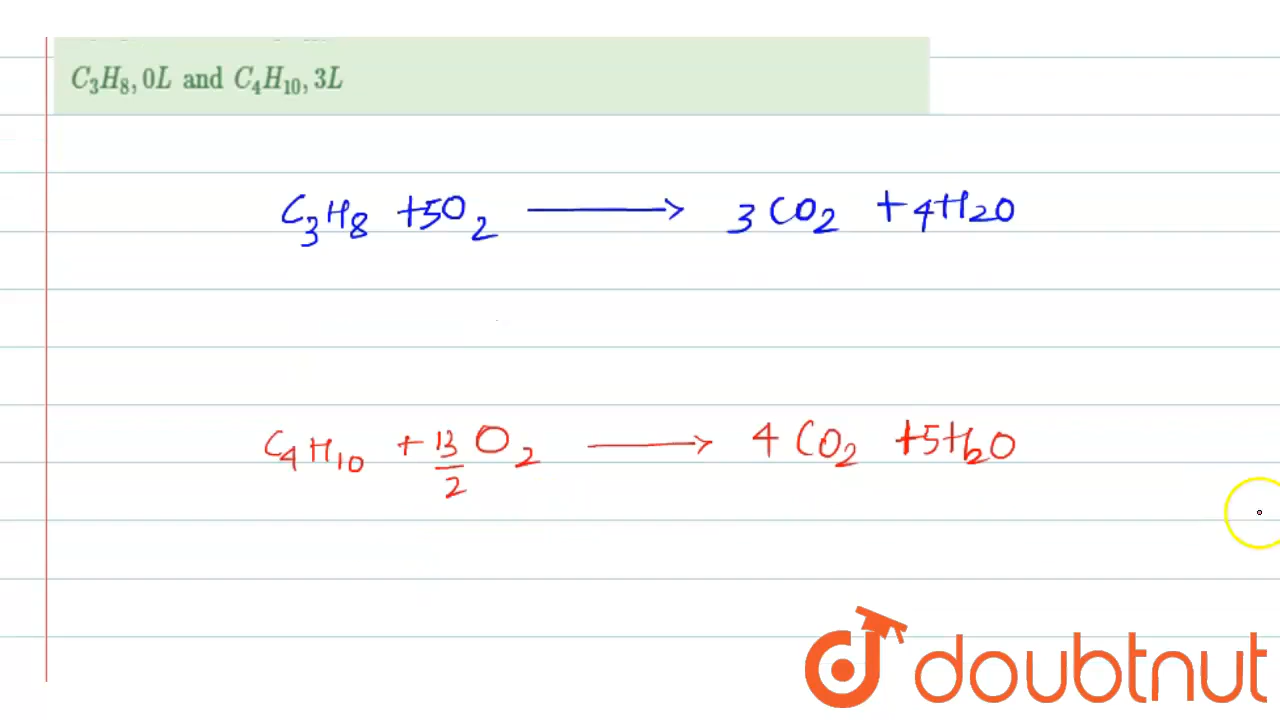 C₃H₈, 0L and C₄H₁₀, 3L
C₃H₈ +5O₂ ⟶ 3CO₂ +4H₂O
C₄H₁₀ + 13/2 O₂ ⟶ 4CO₂ +5H₂O
doubtnut